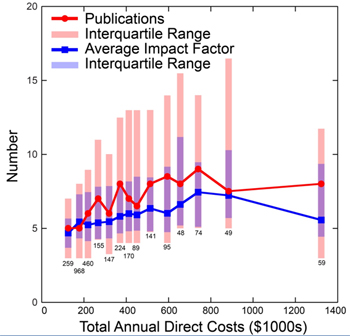 20
Publications
Interquartile Range
Average Impact Factor
Interquartile Range
15
Number
10
5
259
968
460
155
147
224
170
89
141
95
48
74
49
59
0
0 200 400 600 800 1000 1200 1400
Total Annual Direct Costs ($1000s)